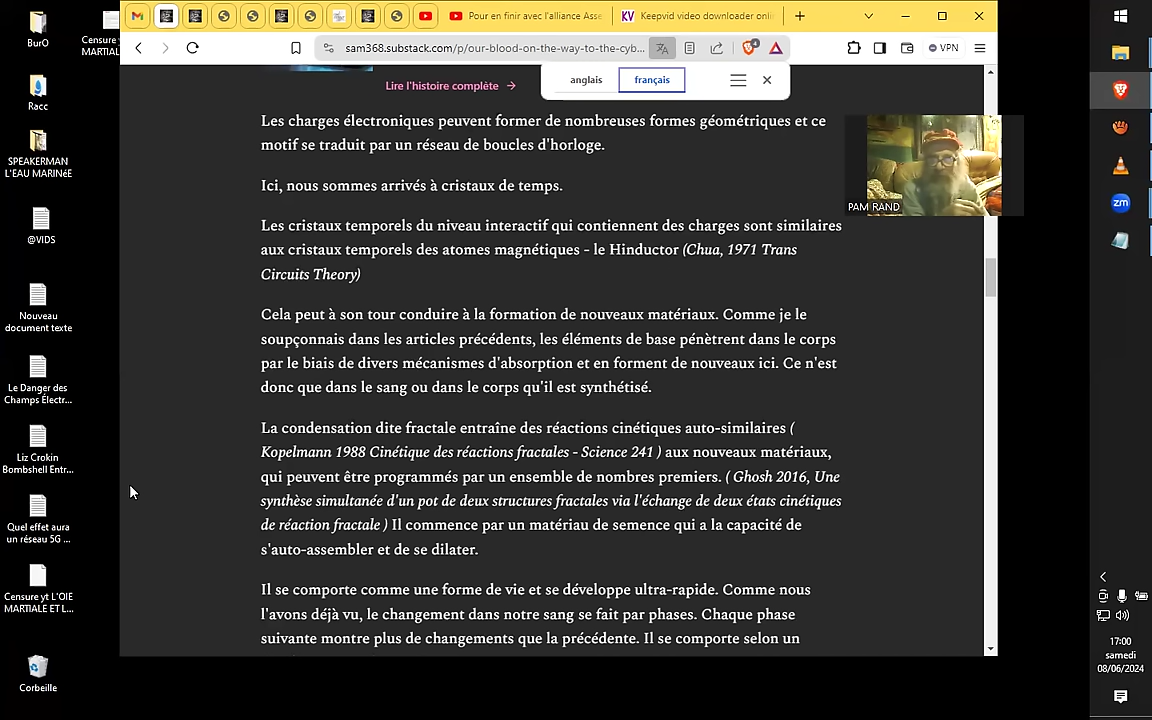 BurO
Racc
SPEAKERMAN
L'EAU MARINéE
@VIDS
Nouveau
document texte
Le Danger des
Champs Électr...
Liz Crokin
Bombshell Entr...
Quel effet aura
un réseau 5G ...
Censure yt L'OIE
MARTIALE ET L...
Corbeille
Censure y
MARTIAL
Pour en finir avec l'alliance Asse
KV Keepvid video downloader onli
sam368.substack.com/p/our-blood-on-the-way-to-the-cyb...
4
VPN
anglais
français
Lire l'histoire complète →
Les charges électroniques peuvent former de nombreuses formes géométriques et ce
motif se traduit par un réseau de boucles d'horloge.
Ici, nous sommes arrivés à cristaux de temps.
Les cristaux temporels du niveau interactif qui contiennent des charges sont similaires
aux cristaux temporels des atomes magnétiques - le Hinductor (Chua, 1971 Trans
Circuits Theory)
Cela peut à son tour conduire à la formation de nouveaux matériaux. Comme je le
soupçonnais dans les articles précédents, les éléments de base pénètrent dans le corps
par le biais de divers mécanismes d'absorption et en forment de nouveaux ici. Ce n'est
donc que dans le sang ou dans le corps qu'il est synthétisé.
La condensation dite fractale entraîne des réactions cinétiques auto-similaires (
Kopelmann 1988 Cinétique des réactions fractales - Science 241 ) aux nouveaux matériaux,
qui peuvent être programmés par un ensemble de nombres premiers. ( Ghosh 2016, Une
synthèse simultanée d'un pot de deux structures fractales via l'échange de deux états cinétiques
de réaction fractale ) Il commence par un matériau de semence qui a la capacité de
s'auto-assembler et de se dilater.
Il se comporte comme une forme de vie et se développe ultra-rapide. Comme nous
l'avons déjà vu, le changement dans notre sang se fait par phases. Chaque phase
suivante montre plus de changements que la précédente. Il se comporte selon un
PAM RAND
zm
17:00
samedi
08/06/2024